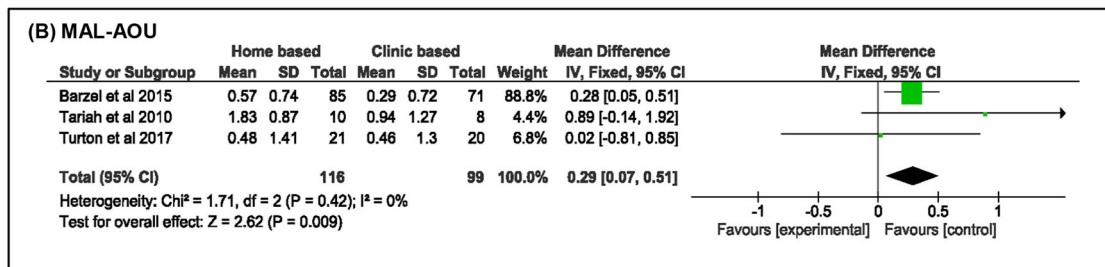 (B) MAL-AOU
Home based Clinic based Mean Difference Mean Difference
Study or Subgroup Mean SD Total Mean SD Total Weight IV, Fixed, 95% CI IV, Fixed, 95% CI
Barzel et al 2015 0.57 0.74 85 0.29 0.72 71 88.8% 0.28 [0.05, 0.51]
Tariah et al 2010 1.83 0.87 10 0.94 1.27 8 4.4% 0.89 [-0.14, 1.92]
Turton et al 2017 0.48 1.41 21 0.46 1.3 20 6.8% 0.02 [-0.81, 0.85]
Total (95% CI) 116 99 100.0% 0.29 [0.07, 0.51]
Heterogeneity: Chi² = 1.71, df = 2 (P = 0.42); I² = 0%
Test for overall effect: Z = 2.62 (P = 0.009)
-1 -0.5 0 0.5 1
Favours [experimental] Favours [control]